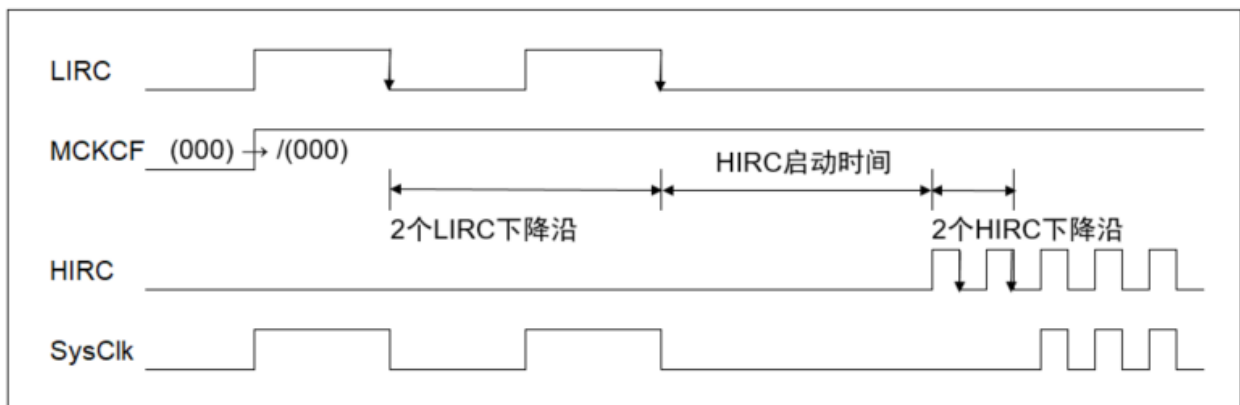 LIRC
MCKCF (000) → /(000)
HIRC启动时间
2个LIRC下降沿 2个HIRC下降沿
HIRC
SysClk